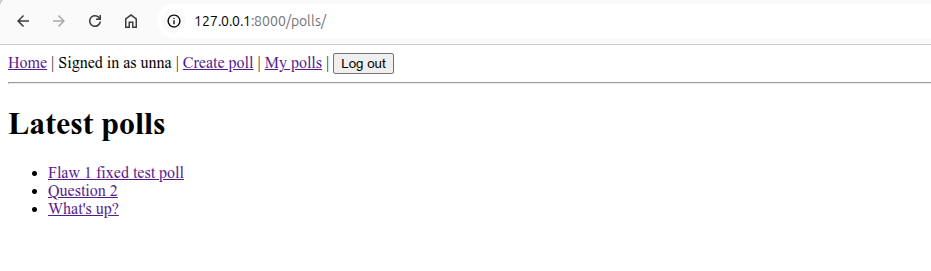 127.0.0.1:8000/polls/
Home | Signed in as unna | Create poll | My polls | Log out
Latest polls
Flaw 1 fixed test poll
Question 2
What's up?